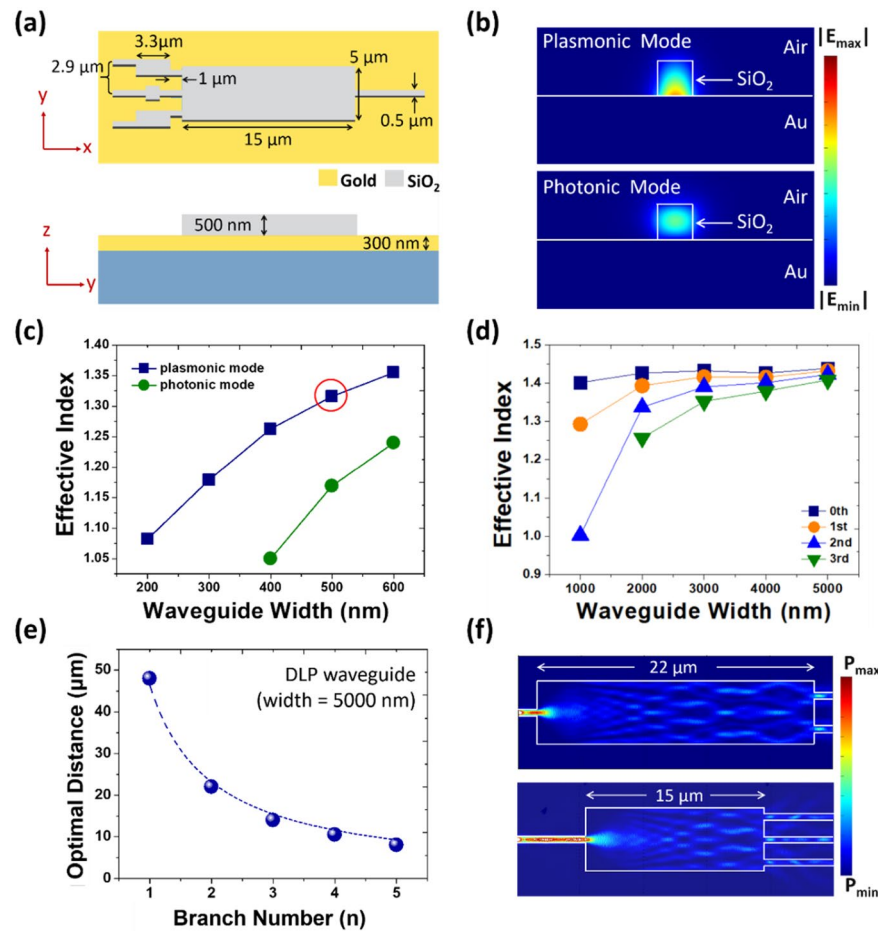 (a)
3.3µm
2.9 µm
1 µm
5 µm
y
x
15 µm
0.5 µm
Gold
SiO₂
z
500 nm
300 nm
y
(b)
|E_max|
Plasmonic Mode
Air
SiO₂
Au
Photonic Mode
Air
SiO₂
Au
|E_min|
(c)
1.40
1.35
1.30
1.25
1.20
1.15
1.10
1.05
plasmonic mode
photonic mode
Effective Index
200 300 400 500 600
Waveguide Width (nm)
(d)
1.5
1.4
1.3
1.2
1.1
1.0
0.9
0th
1st
2nd
3rd
Effective Index
1000 2000 3000 4000 5000
Waveguide Width (nm)
(e)
50
40
30
20
10
0
DLP waveguide
(width = 5000 nm)
Optimal Distance (µm)
1 2 3 4 5
Branch Number (n)
(f)
22 µm
P_max
15 µm
P_min